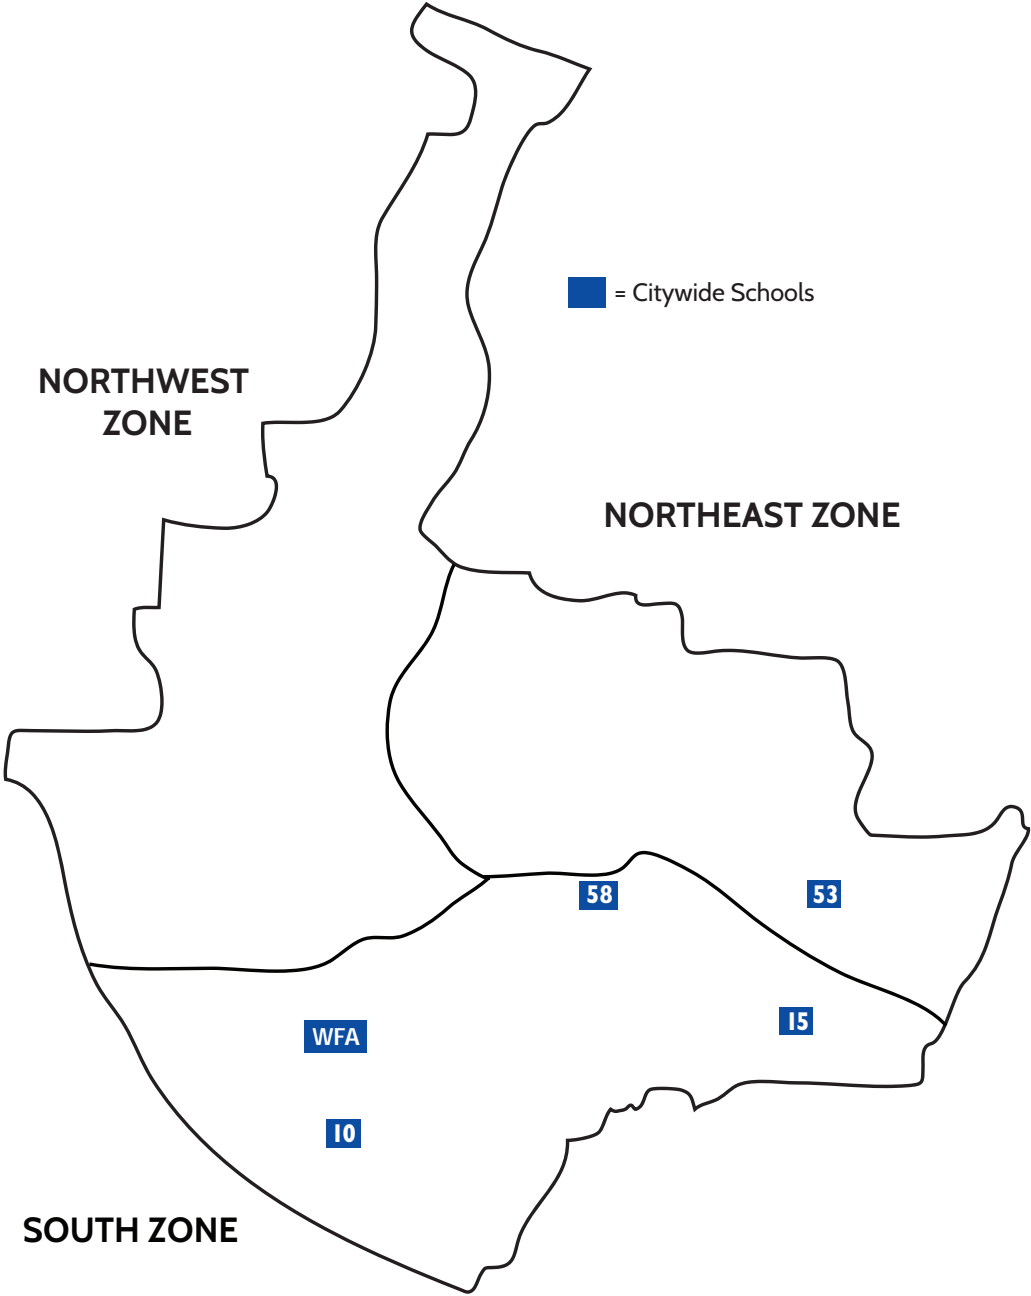 = Citywide Schools
NORTHWEST
ZONE
NORTHEAST ZONE
58
53
15
WFA
10
SOUTH ZONE